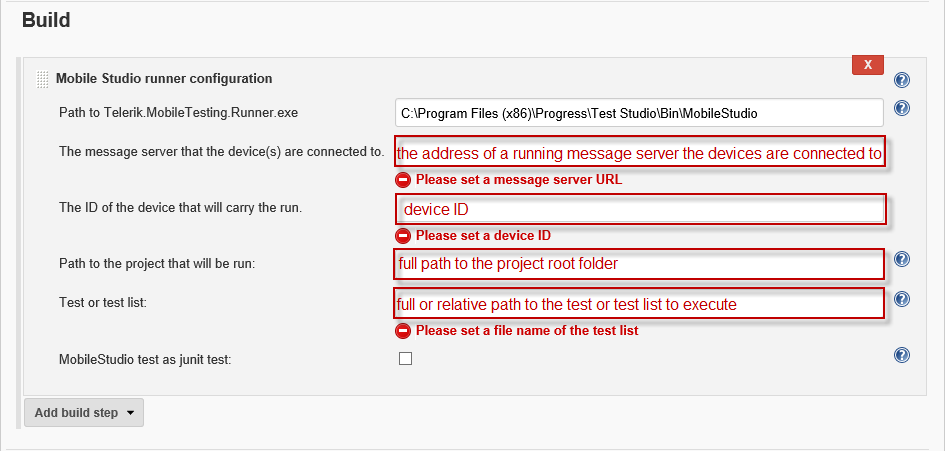 Build
Mobile Studio runner configuration
X
Path to Telerik.MobileTesting.Runner.exe
C:\Program Files (x86)\Progress\Test Studio\Bin\MobileStudio
The message server that the device(s) are connected to.
the address of a running message server the devices are connected to
Please set a message server URL
The ID of the device that will carry the run.
device ID
Please set a device ID
Path to the project that will be run:
full path to the project root folder
Test or test list:
full or relative path to the test or test list to execute
Please set a file name of the test list
MobileStudio test as junit test:
Add build step